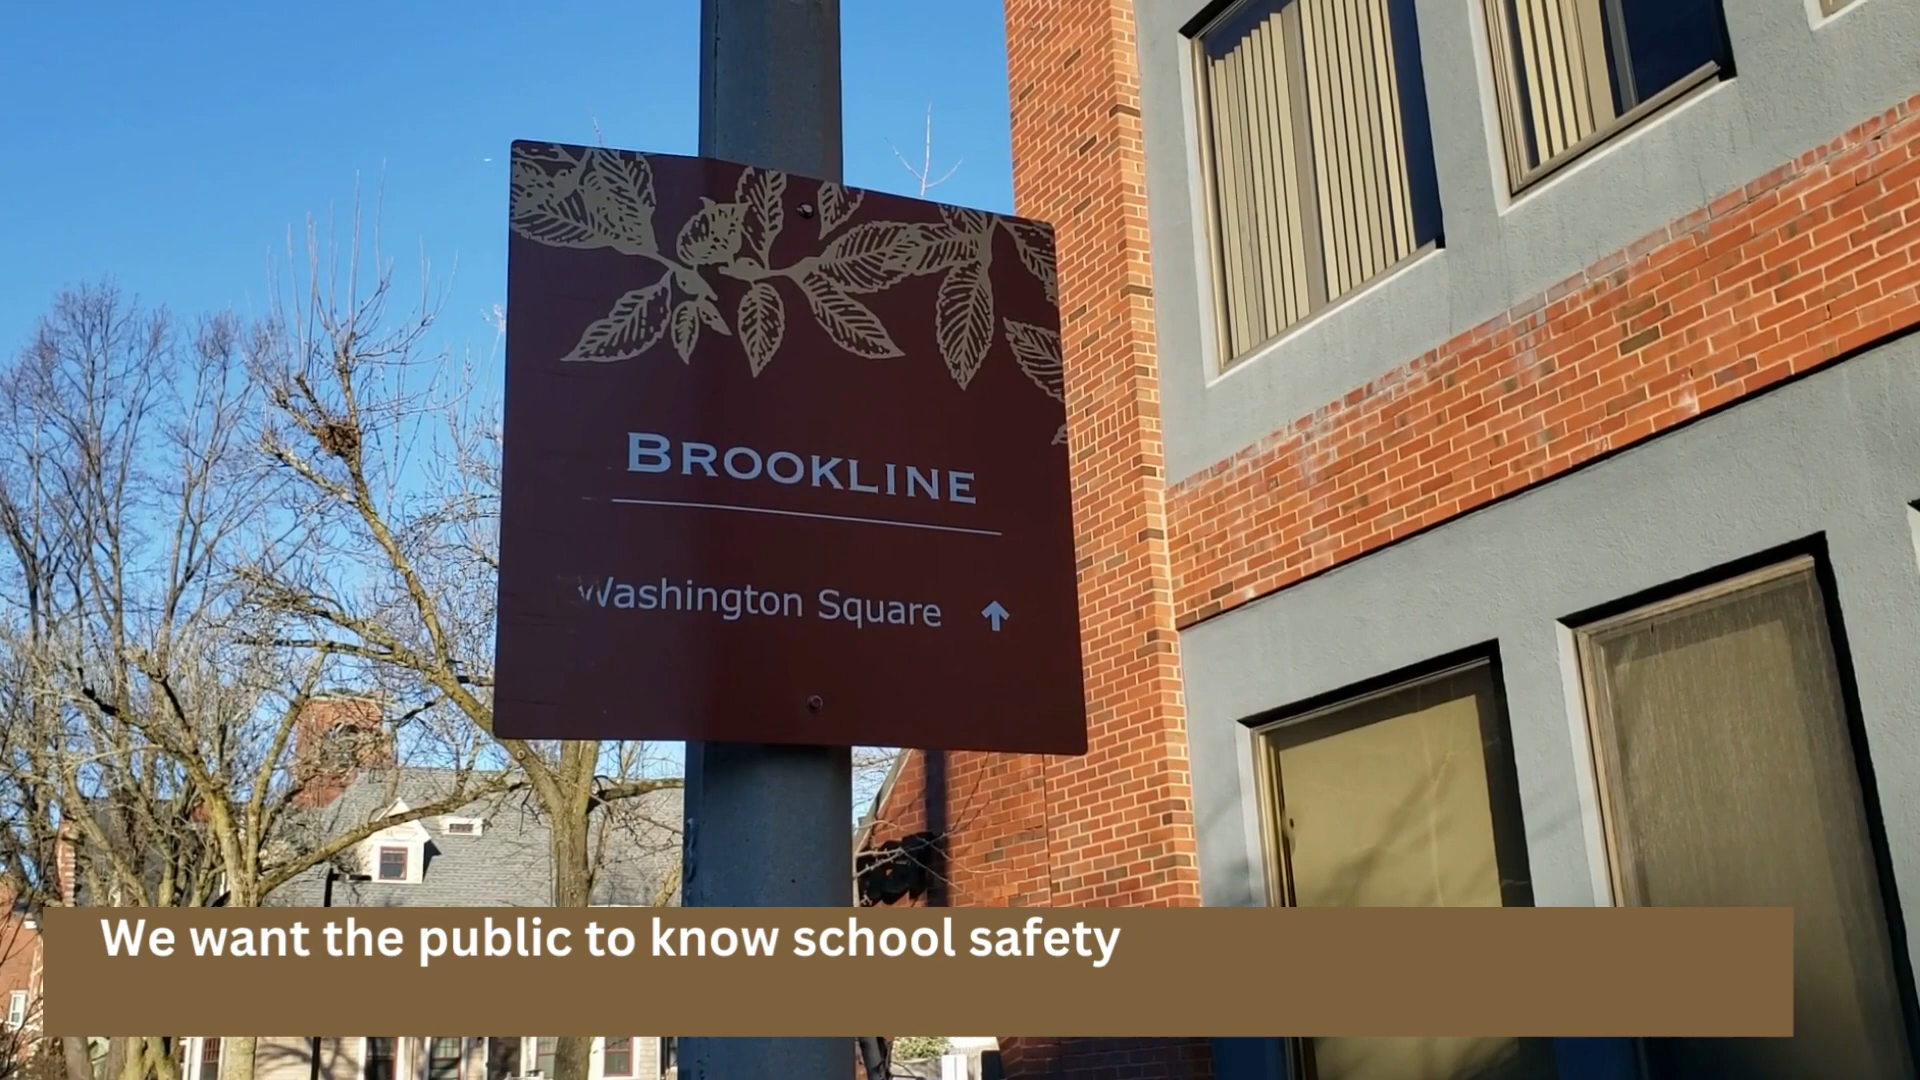 BROOKLINE
Washington Square ↑
We want the public to know school safety